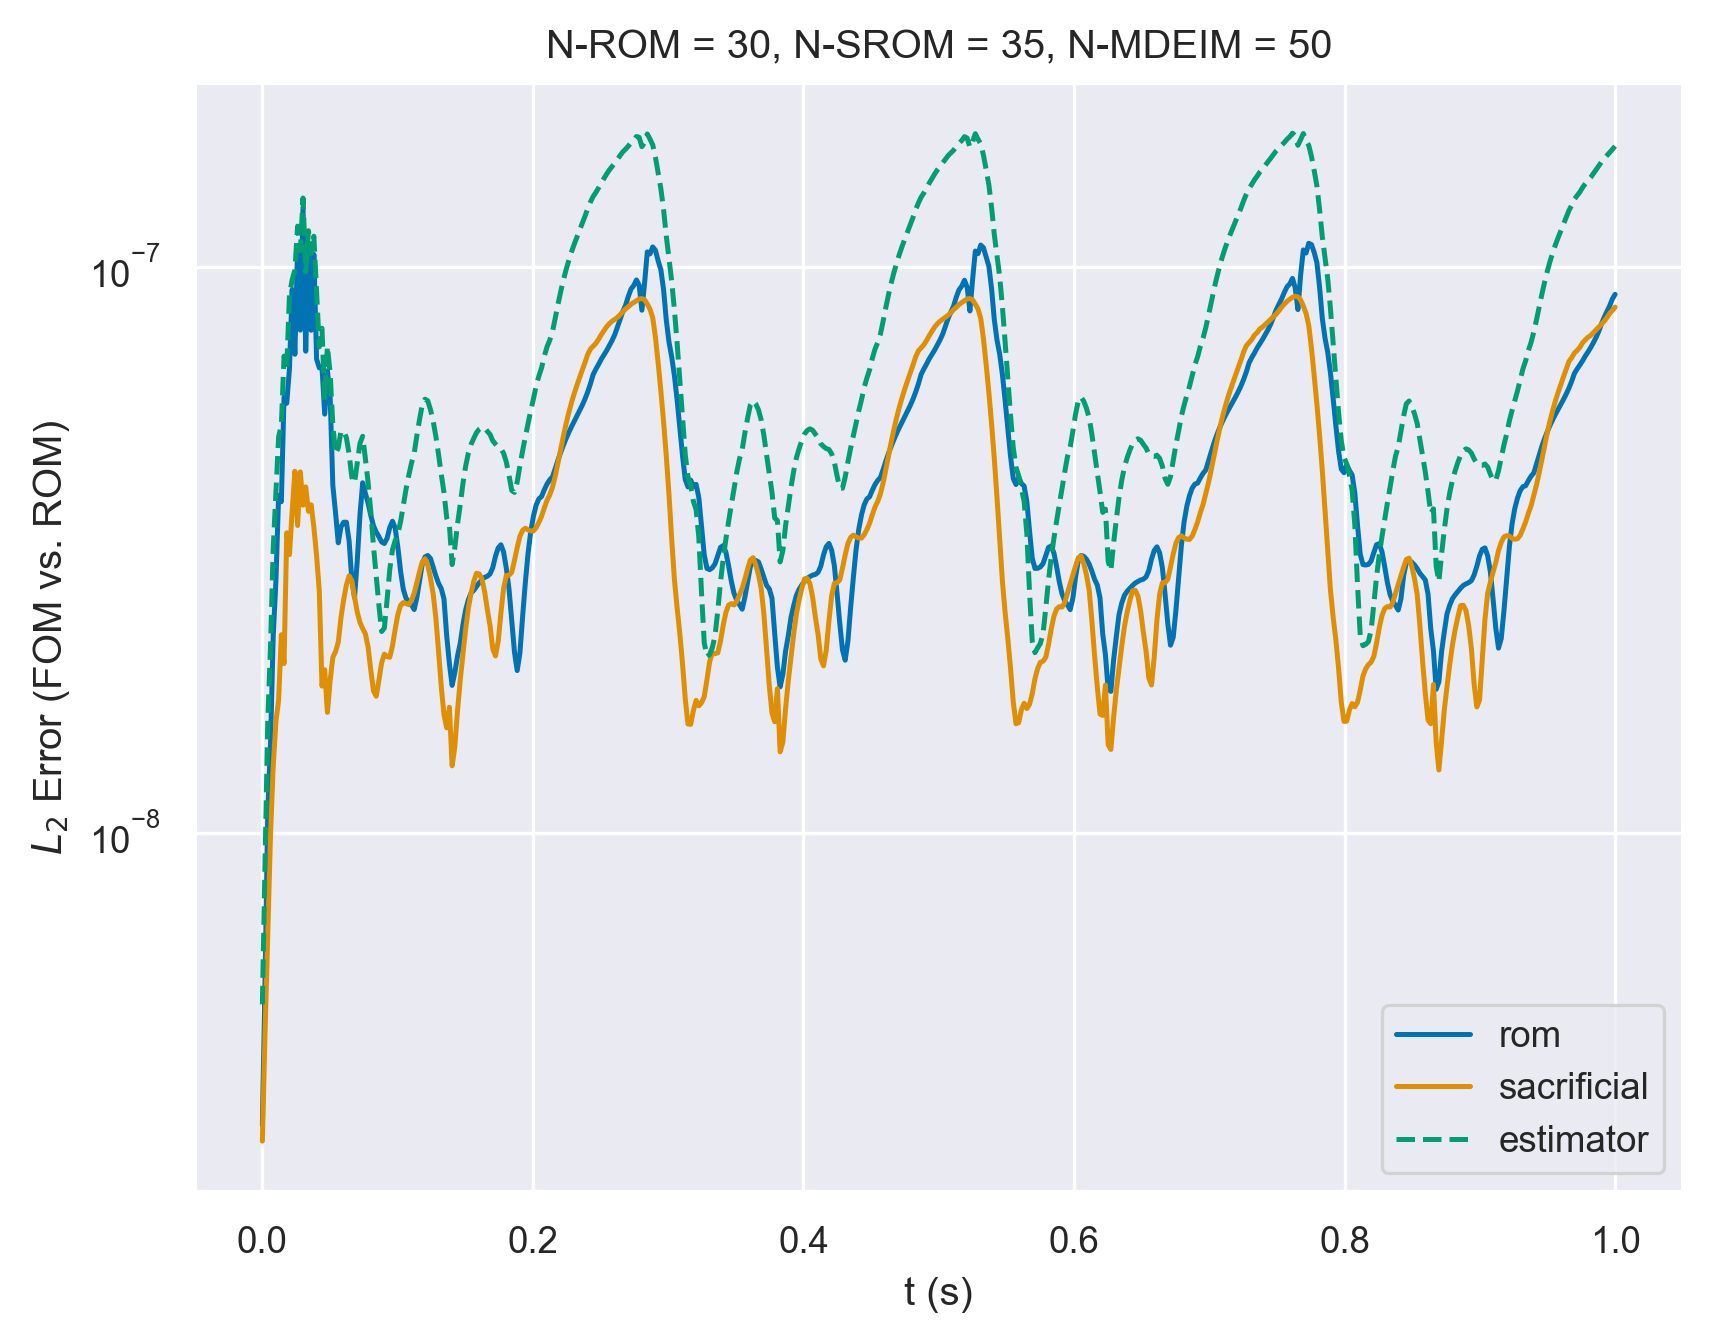 N-ROM = 30, N-SROM = 35, N-MDEIM = 50
L₂ Error (FOM vs. ROM)
10⁻⁷
10⁻⁸
rom
sacrificial
estimator
0.0 0.2 0.4 0.6 0.8 1.0
t (s)